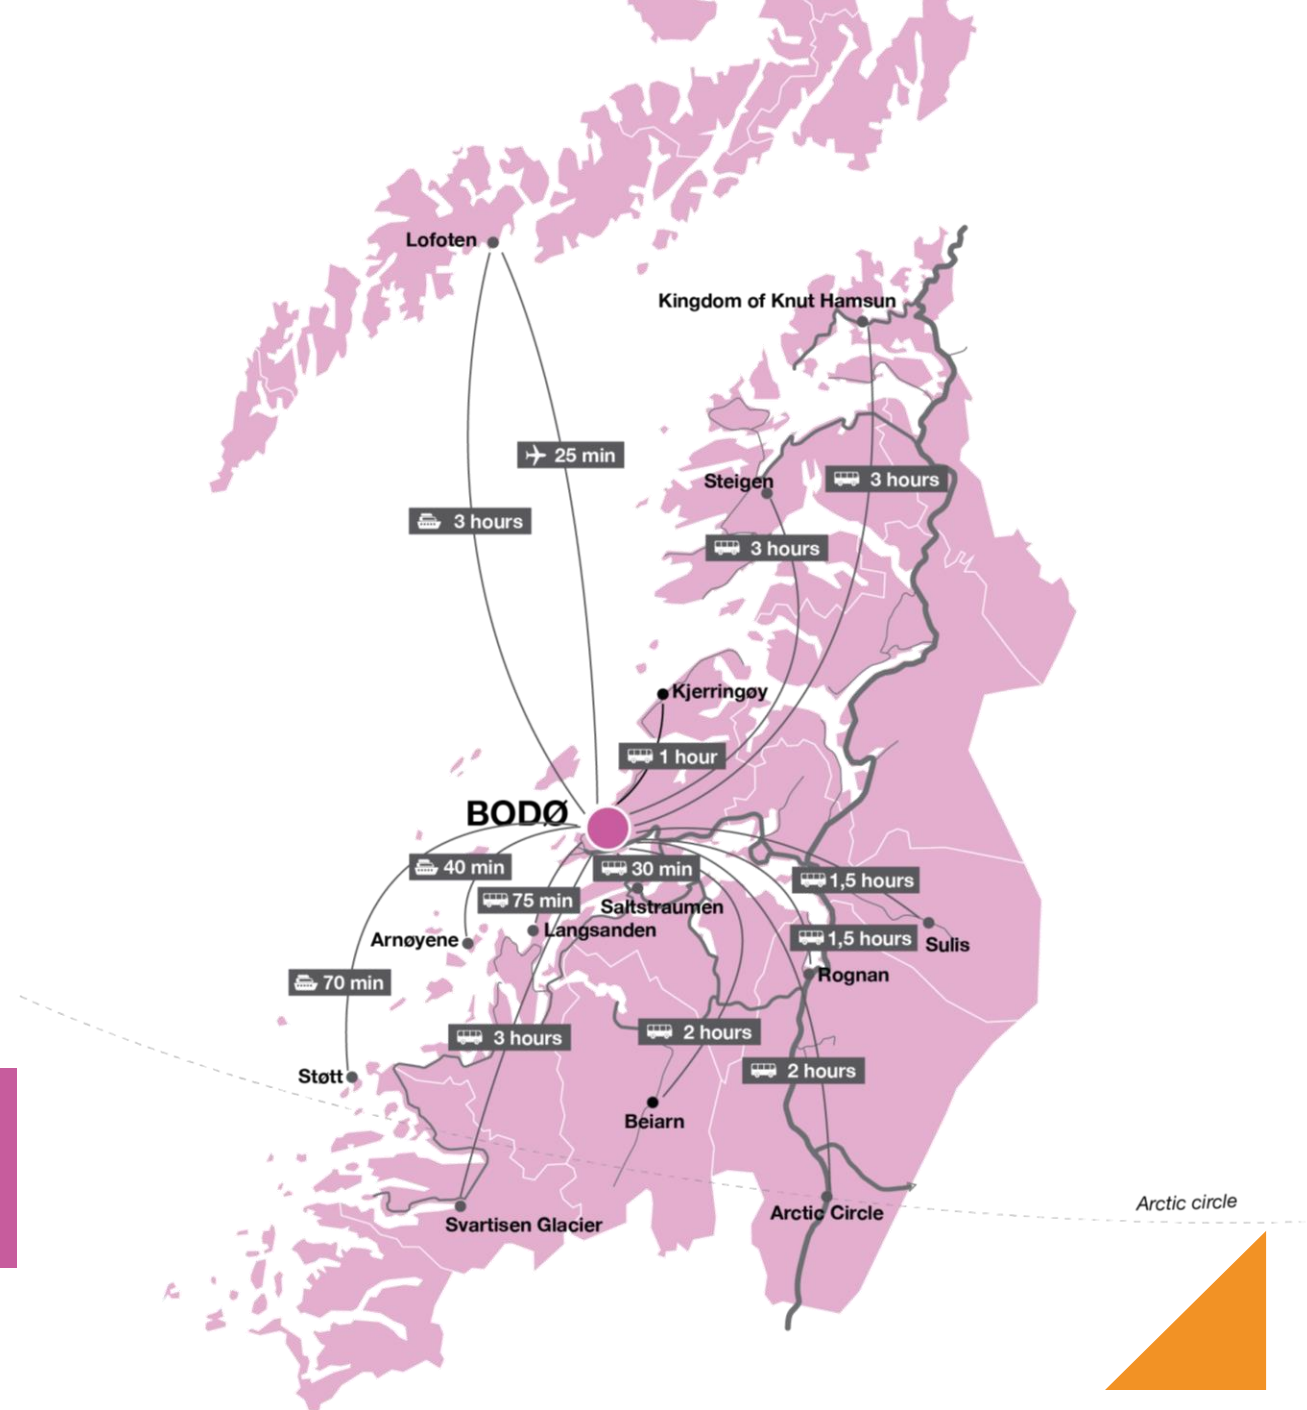 Lofoten
Kingdom of Knut Hamsun
25 min
Steigen
3 hours
3 hours
3 hours
Kjerringøy
1 hour
BODØ
40 min
30 min
1,5 hours
75 min
Saltstraumen
Arnøyene
Langsanden
1,5 hours
Sulis
70 min
Rognan
3 hours
2 hours
2 hours
Støtt
Beiarn
Arctic circle
Arctic Circle
Svartisen Glacier